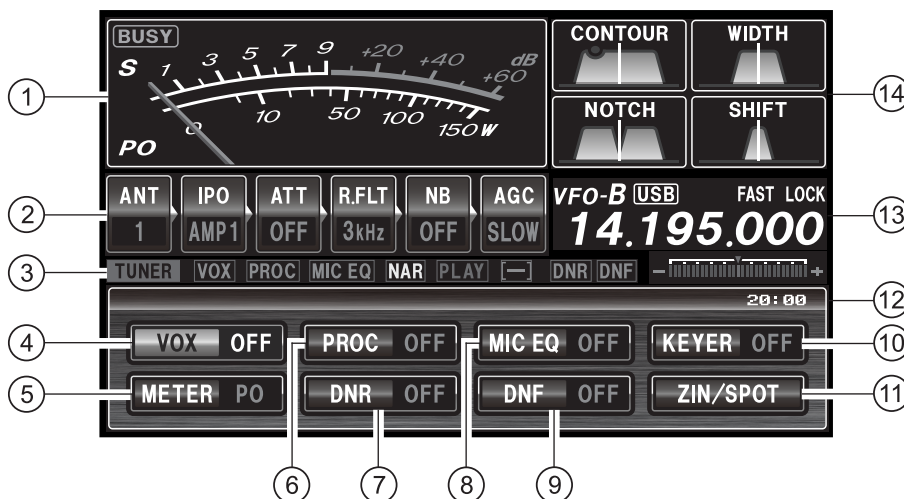 BUSY
S 1 3 5 7 9 +20 +40 +60 dB
PO 0 10 50 100 150 W
CONTOUR WIDTH
NOTCH SHIFT
ANT IPO ATT R.FLT NB AGC
1 AMP1 OFF 3kHz OFF SLOW
VFO-B USB FAST LOCK
14.195.000
TUNER VOX PROC MIC EQ NAR PLAY [—] DNR DNF − +
20:00
VOX OFF PROC OFF MIC EQ OFF KEYER OFF
METER PO DNR OFF DNF OFF ZIN/SPOT
1
2
3
4
5
6
7
8
9
10
11
12
13
14